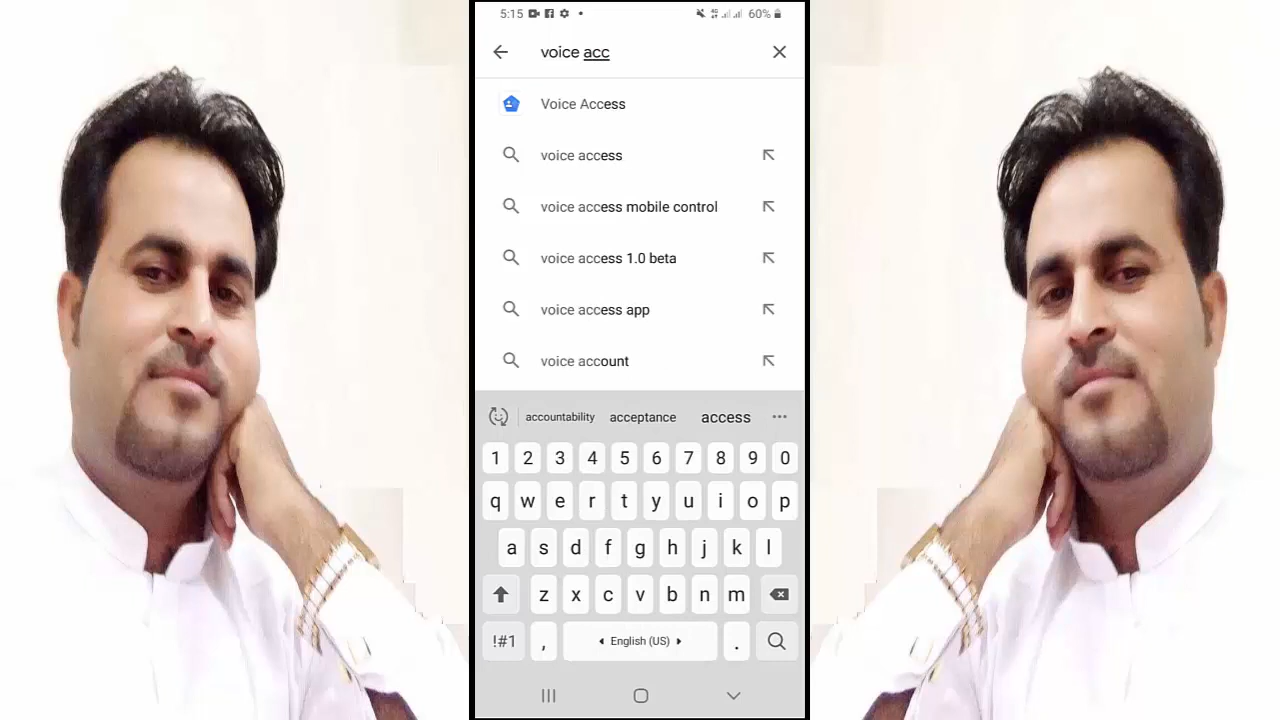 5:15 60%
voice acc
Voice Access
voice access
voice access mobile control
voice access 1.0 beta
voice access app
voice account
accountability acceptance access ...
1 2 3 4 5 6 7 8 9 0
q w e r t y u i o p
a s d f g h j k l
z x c v b n m
!#1 , English (US) .